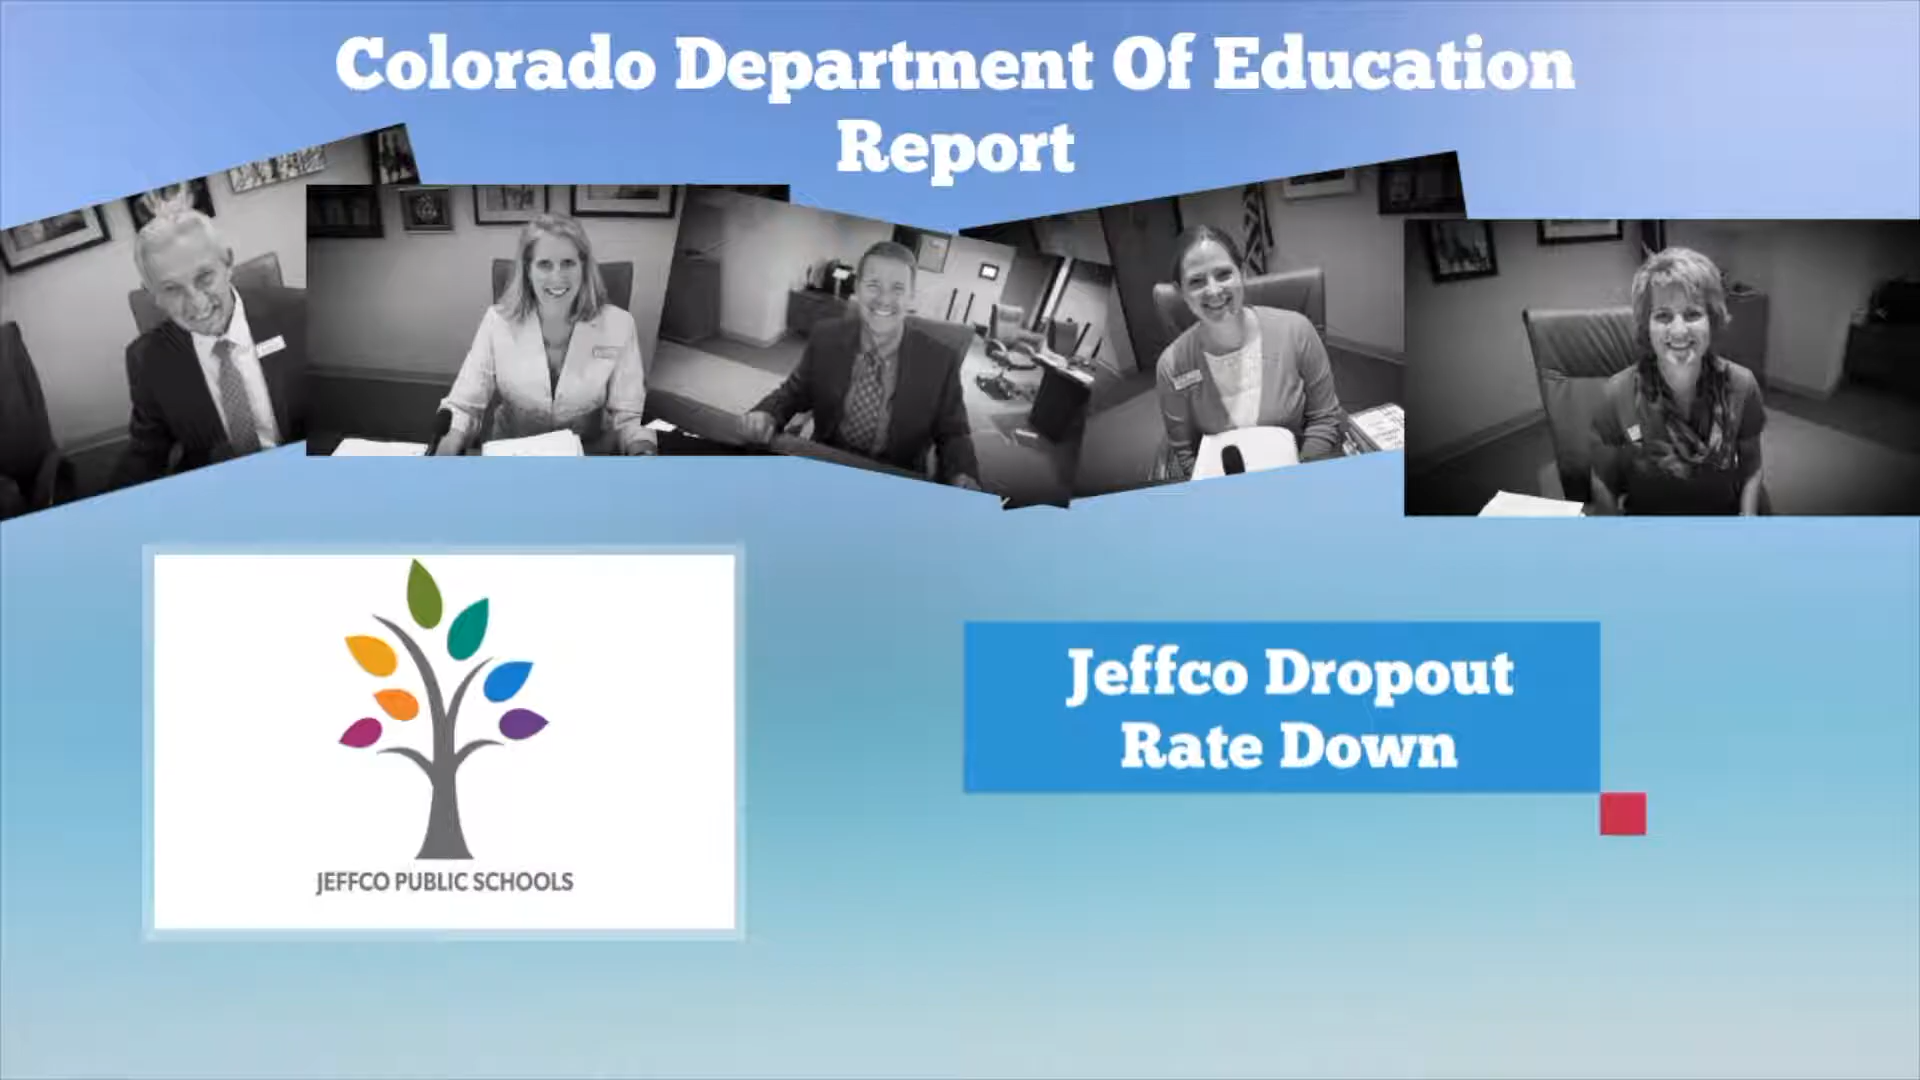 Colorado Department Of Education
Report
JEFFCO PUBLIC SCHOOLS
Jeffco Dropout
Rate Down